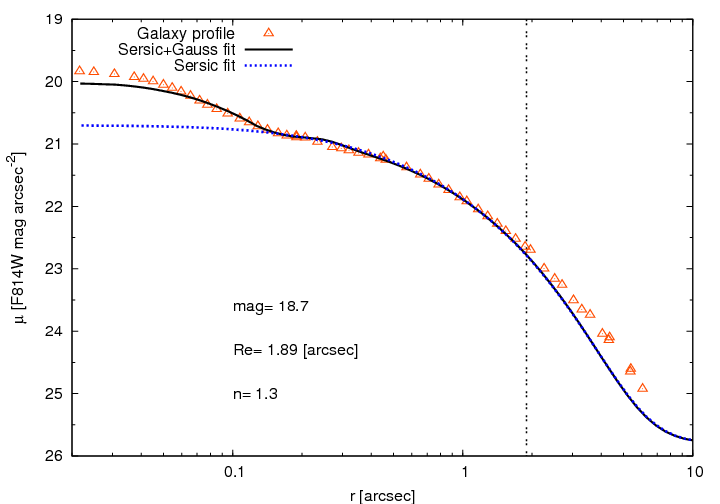 19
20
21
22
23
24
25
26
μ [F814W mag arcsec-2]
Galaxy profile
Sersic+Gauss fit
Sersic fit
mag= 18.7
Re= 1.89 [arcsec]
n= 1.3
0.1
1
10
r [arcsec]